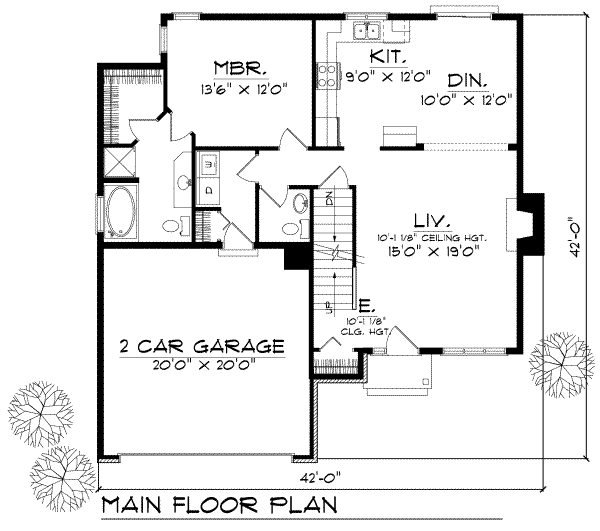 MBR.
13'6" X 12'0"
KIT.
9'0" X 12'0"
DIN.
10'0" X 12'0"
W
D
DN
LIV.
10'-1 1/8" CEILING HGT.
15'0" X 19'0"
42'-0"
UP
E.
10'-1 1/8"
CLG. HGT.
2 CAR GARAGE
20'0" X 20'0"
42'-0"
MAIN FLOOR PLAN